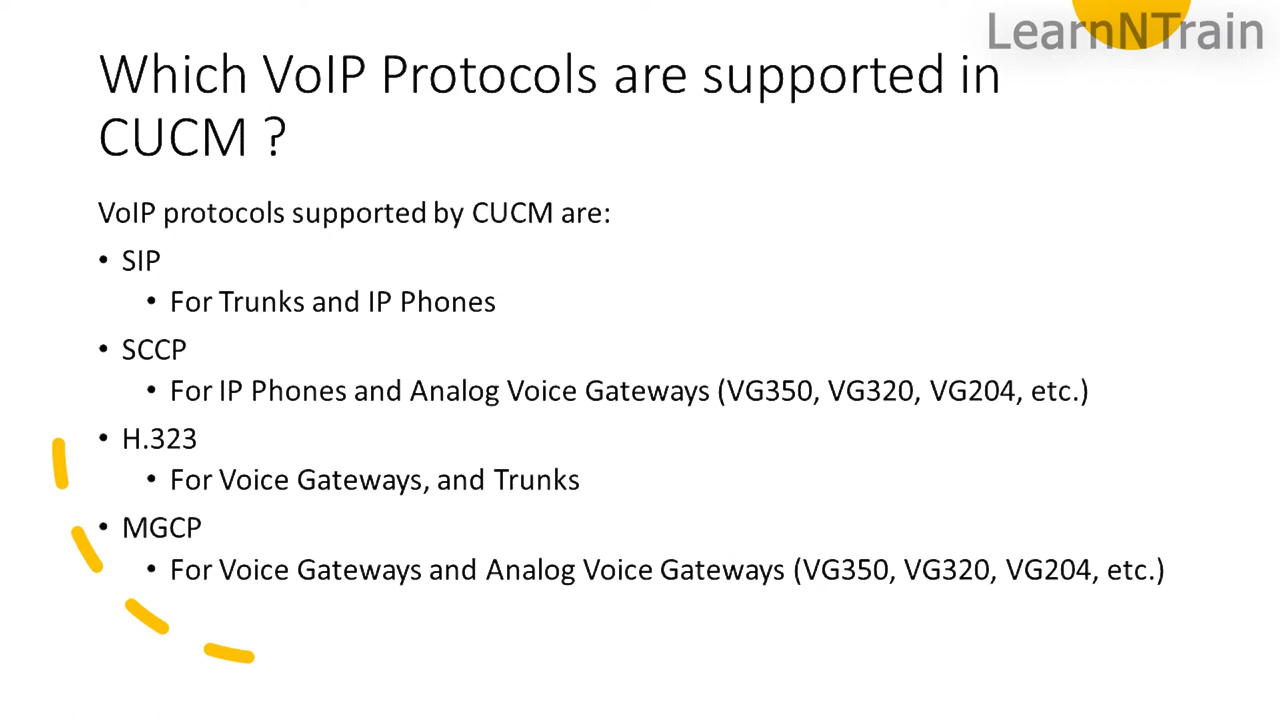 LearnNTrain
Which VoIP Protocols are supported in
CUCM ?
VoIP protocols supported by CUCM are:
• SIP
• For Trunks and IP Phones
• SCCP
• For IP Phones and Analog Voice Gateways (VG350, VG320, VG204, etc.)
• H.323
• For Voice Gateways, and Trunks
• MGCP
• For Voice Gateways and Analog Voice Gateways (VG350, VG320, VG204, etc.)